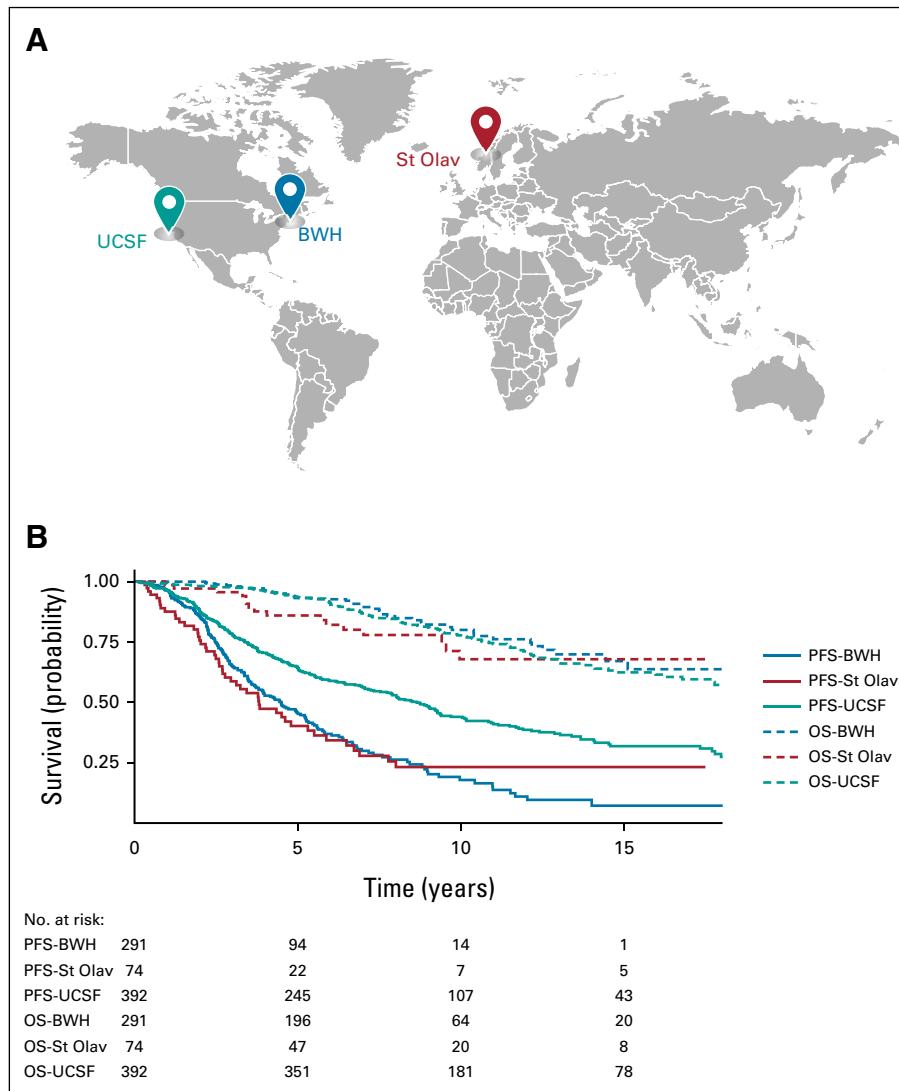 A
St Olav
UCSF
BWH
B
Survival (probability)
1.00
0.75
0.50
0.25
0 5 10 15
Time (years)
PFS-BWH
PFS-St Olav
PFS-UCSF
OS-BWH
OS-St Olav
OS-UCSF
No. at risk:
PFS-BWH 291 94 14 1
PFS-St Olav 74 22 7 5
PFS-UCSF 392 245 107 43
OS-BWH 291 196 64 20
OS-St Olav 74 47 20 8
OS-UCSF 392 351 181 78